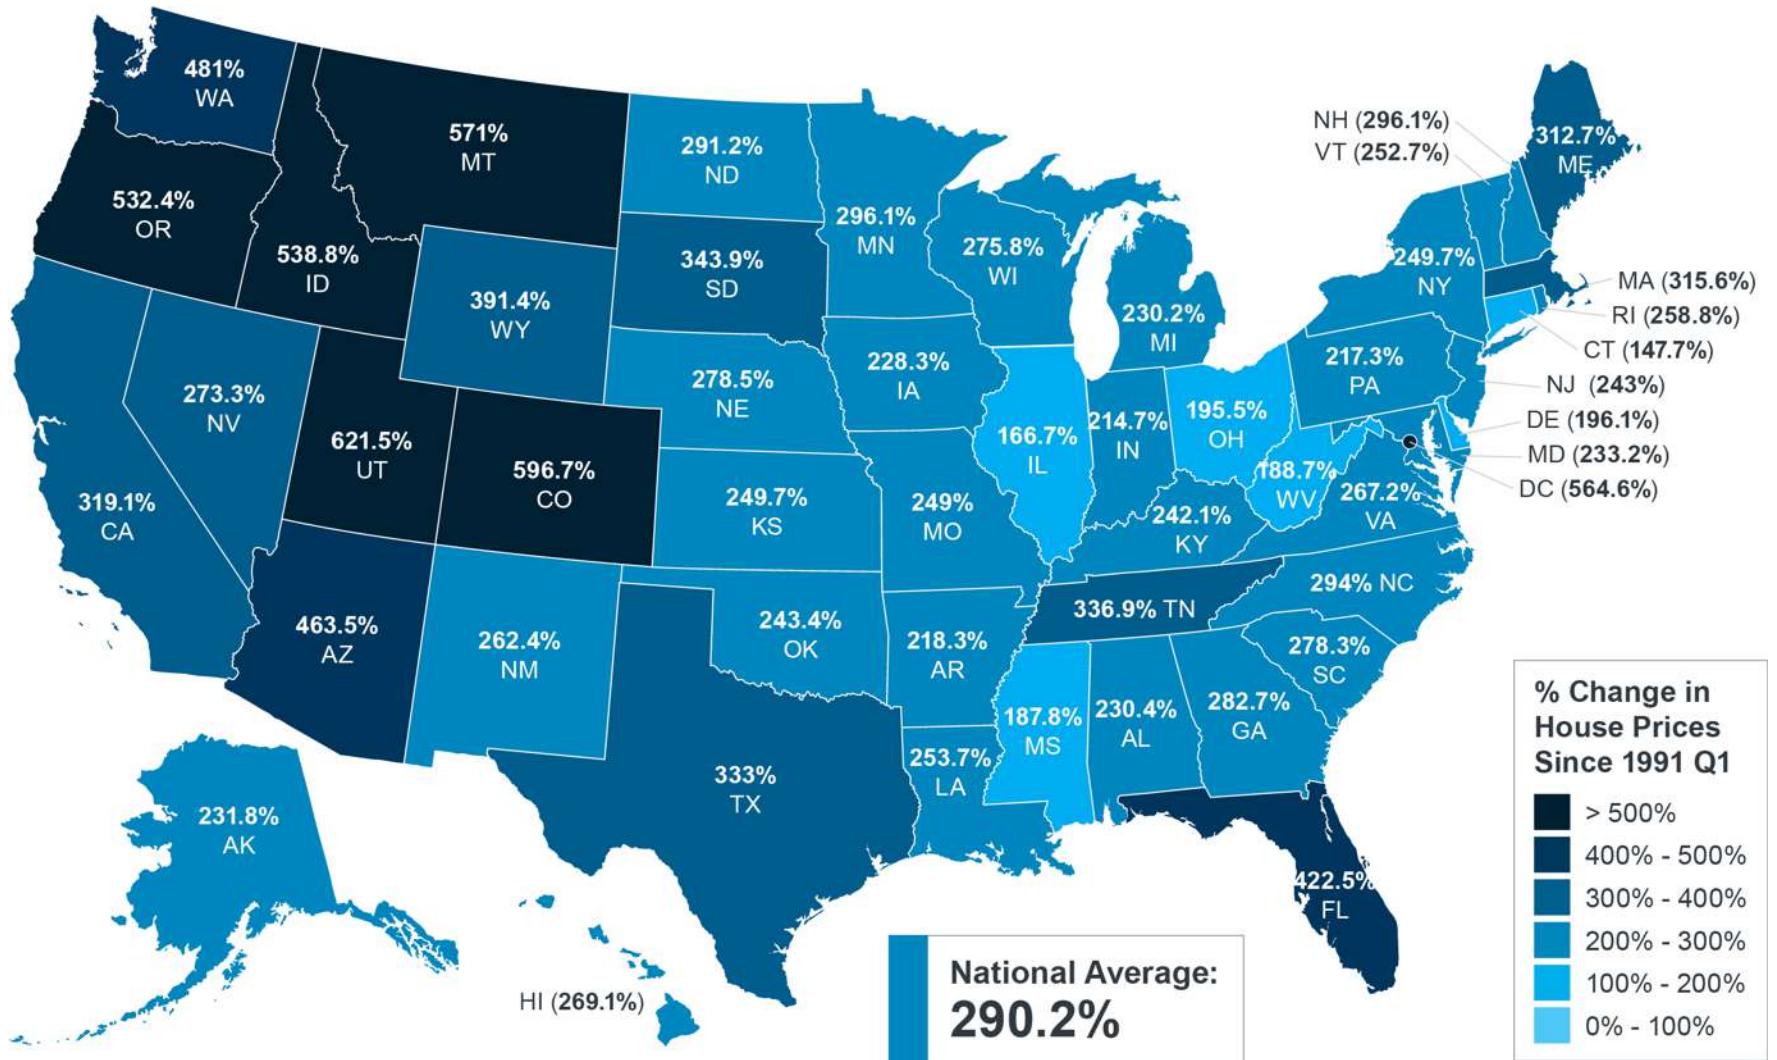 481%
WA
571%
MT
532.4%
OR
538.8%
ID
291.2%
ND
296.1%
MN
275.8%
WI
343.9%
SD
391.4%
WY
230.2%
MI
NH (296.1%)
VT (252.7%)
312.7%
ME
249.7%
NY
MA (315.6%)
RI (258.8%)
CT (147.7%)
NJ (243%)
DE (196.1%)
MD (233.2%)
DC (564.6%)
217.3%
PA
273.3%
NV
278.5%
NE
228.3%
IA
195.5%
OH
214.7%
IN
166.7%
IL
621.5%
UT
596.7%
CO
319.1%
CA
249.7%
KS
249%
MO
188.7%
WV
267.2%
VA
242.1%
KY
294% NC
336.9% TN
463.5%
AZ
262.4%
NM
243.4%
OK
218.3%
AR
278.3%
SC
187.8%
MS
230.4%
AL
282.7%
GA
253.7%
LA
333%
TX
231.8%
AK
422.5%
FL
HI (269.1%)
National Average:
290.2%
% Change in
House Prices
Since 1991 Q1
> 500%
400% - 500%
300% - 400%
200% - 300%
100% - 200%
0% - 100%